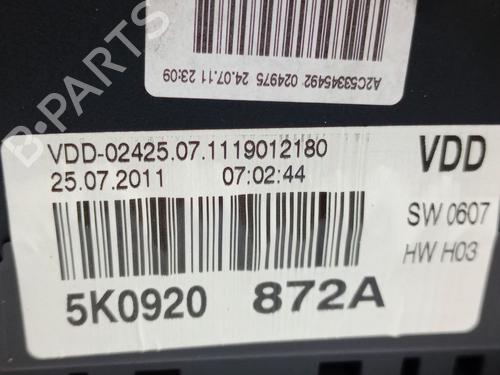 A2C53345492 024975 24.07.11 23:09
B-PARTS
VDD-02425.07.1119012180
VDD
25.07.2011 07:02:44
SW 0607
HW H03
5K0920 872A